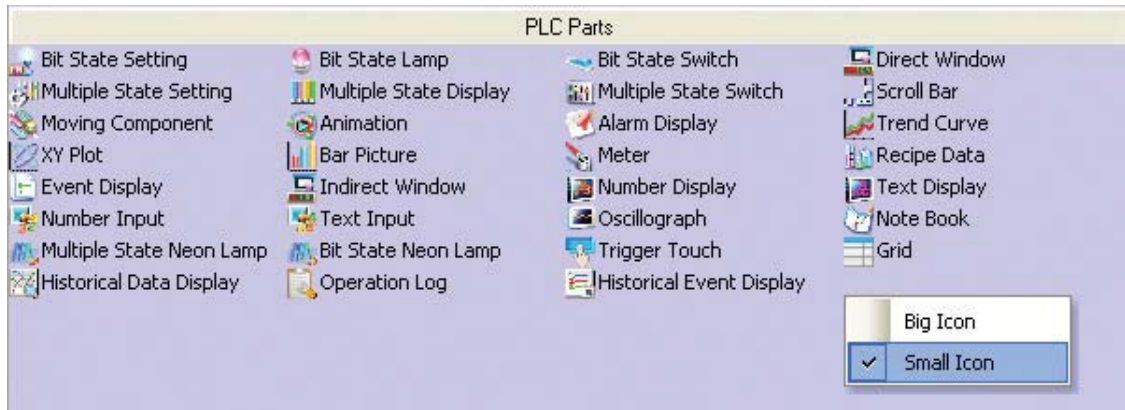 PLC Parts
Bit State Setting Bit State Lamp Bit State Switch Direct Window
Multiple State Setting Multiple State Display Multiple State Switch Scroll Bar
Moving Component Animation Alarm Display Trend Curve
XY Plot Bar Picture Meter Recipe Data
Event Display Indirect Window Number Display Text Display
Number Input Text Input Oscillograph Note Book
Multiple State Neon Lamp Bit State Neon Lamp Trigger Touch Grid
Historical Data Display Operation Log Historical Event Display
Big Icon
Small Icon